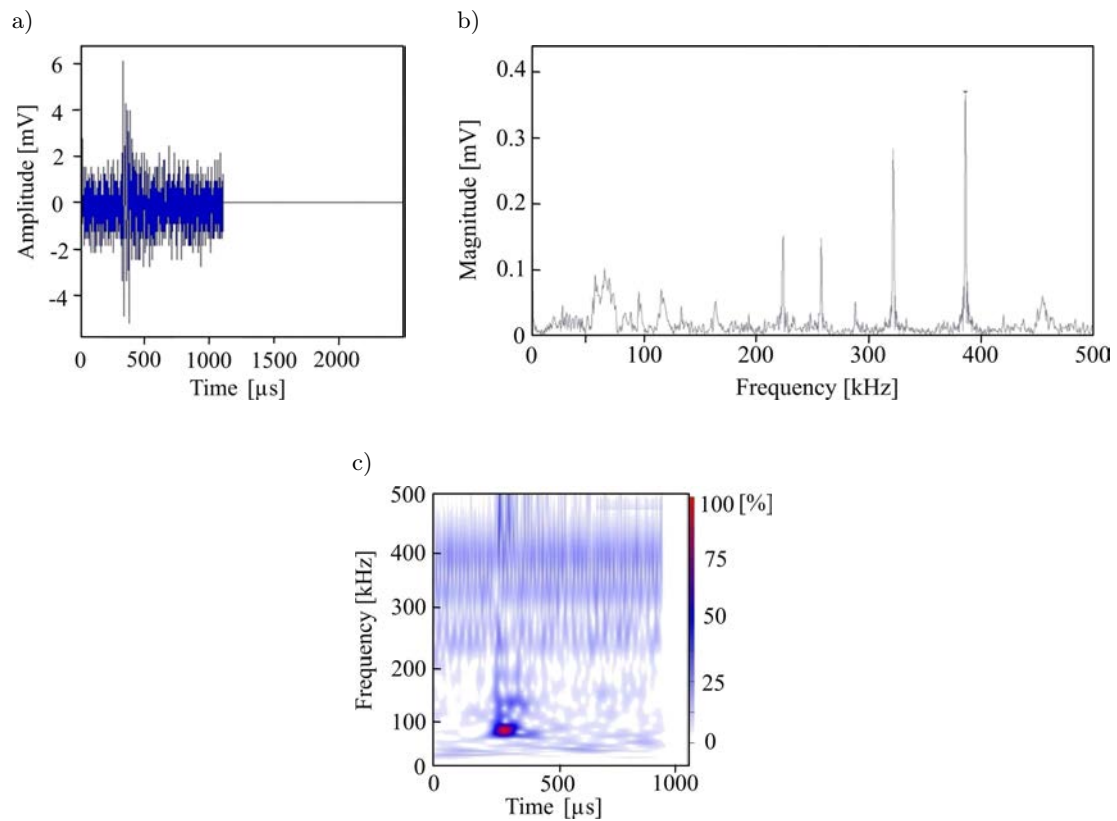 a)
6
4
2
0
-2
-4
Amplitude [mV]
0 500 1000 1500 2000
Time [µs]
b)
0.4
0.3
0.2
0.1
0
Magnitude [mV]
0 100 200 300 400 500
Frequency [kHz]
c)
500
400
300
200
100
0
Frequency [kHz]
0 500 1000
Time [µs]
100 [%]
75
50
25
0